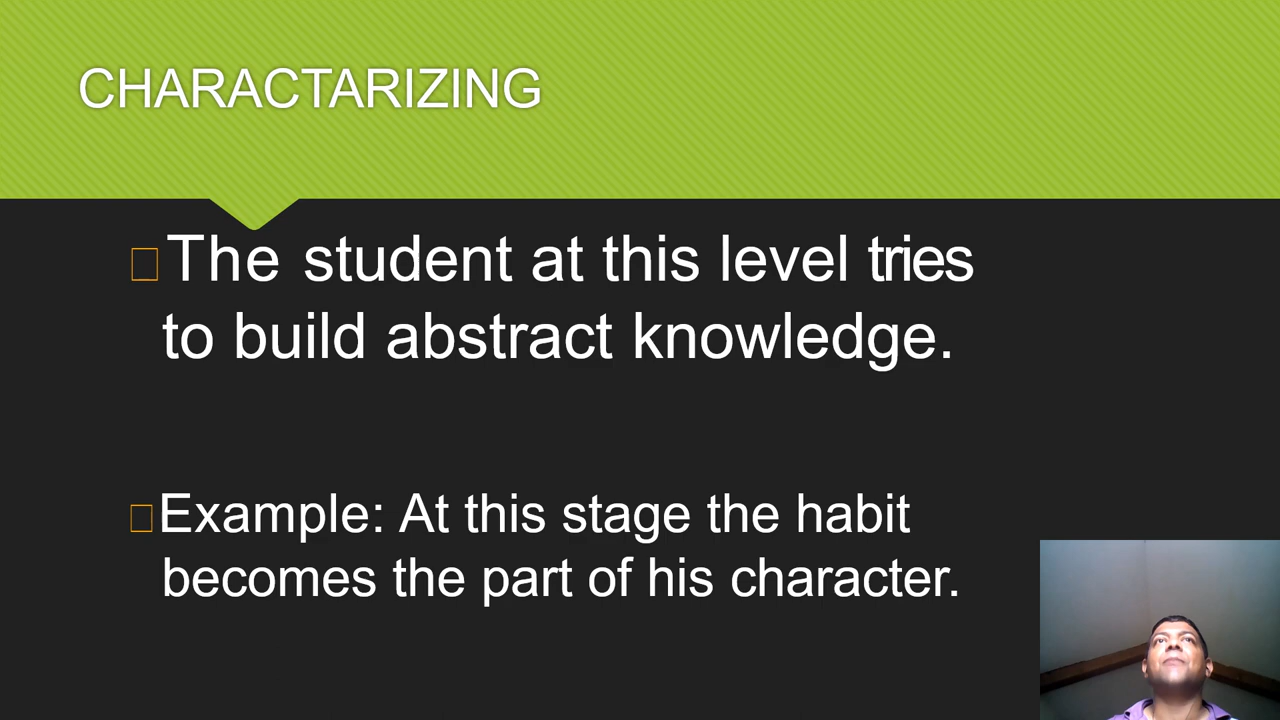 CHARACTARIZING
The student at this level tries
to build abstract knowledge.
Example: At this stage the habit
becomes the part of his character.